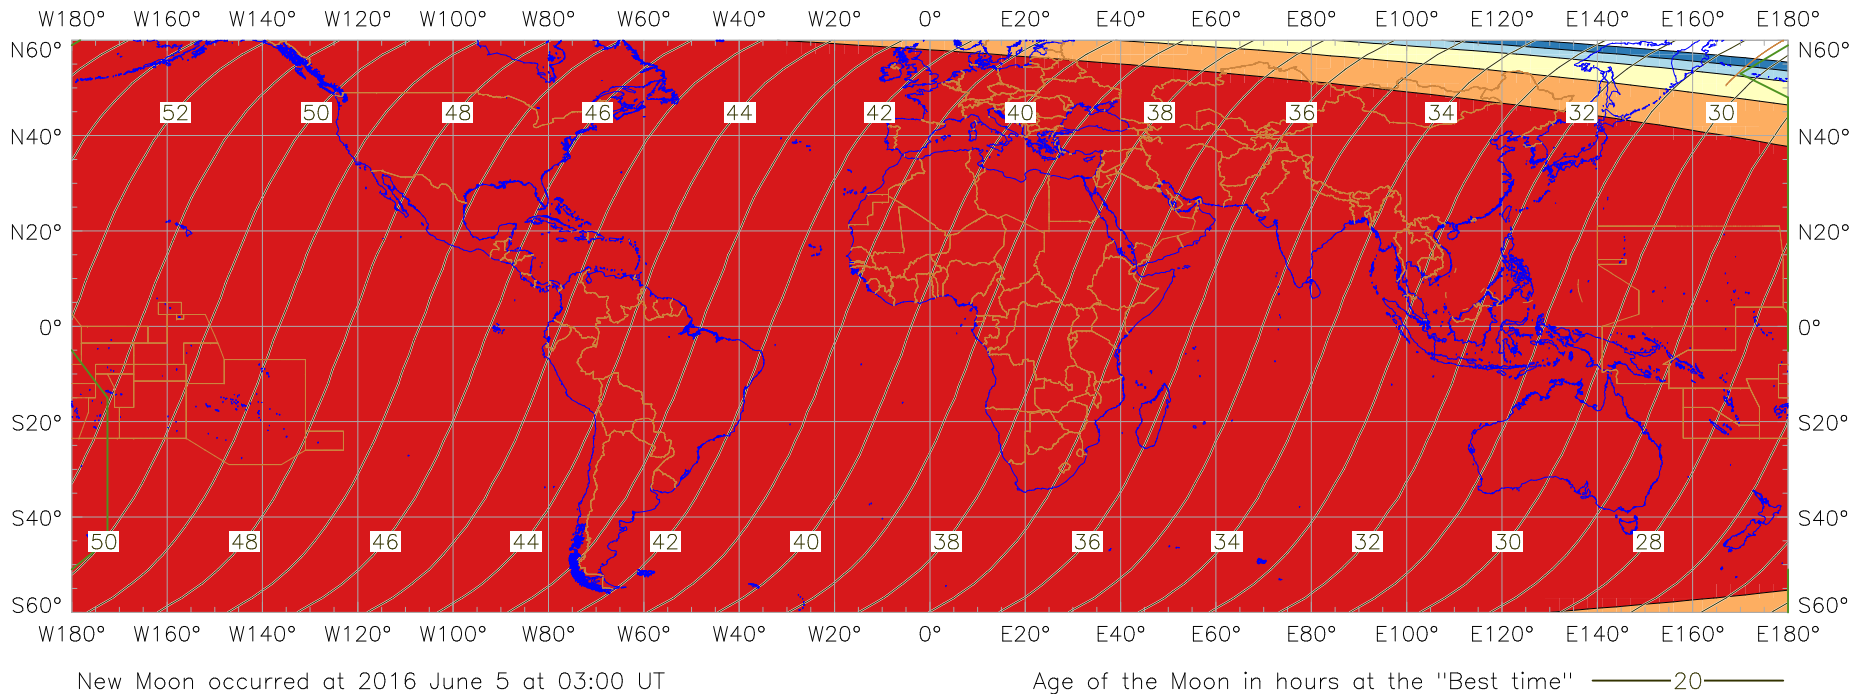 W180° W160° W140° W120° W100° W80° W60° W40° W20° 0° E20° E40° E60° E80° E100° E120° E140° E160° E180°
N60° N60°
52 50 48 46 44 42 40 38 36 34 32 30
N40° N40°
N20° N20°
0° 0°
S20° S20°
S40° S40°
50 48 46 44 42 40 38 36 34 32 30 28
S60° S60°
W180° W160° W140° W120° W100° W80° W60° W40° W20° 0° E20° E40° E60° E80° E100° E120° E140° E160° E180°
New Moon occurred at 2016 June 5 at 03:00 UT Age of the Moon in hours at the "Best time" 20